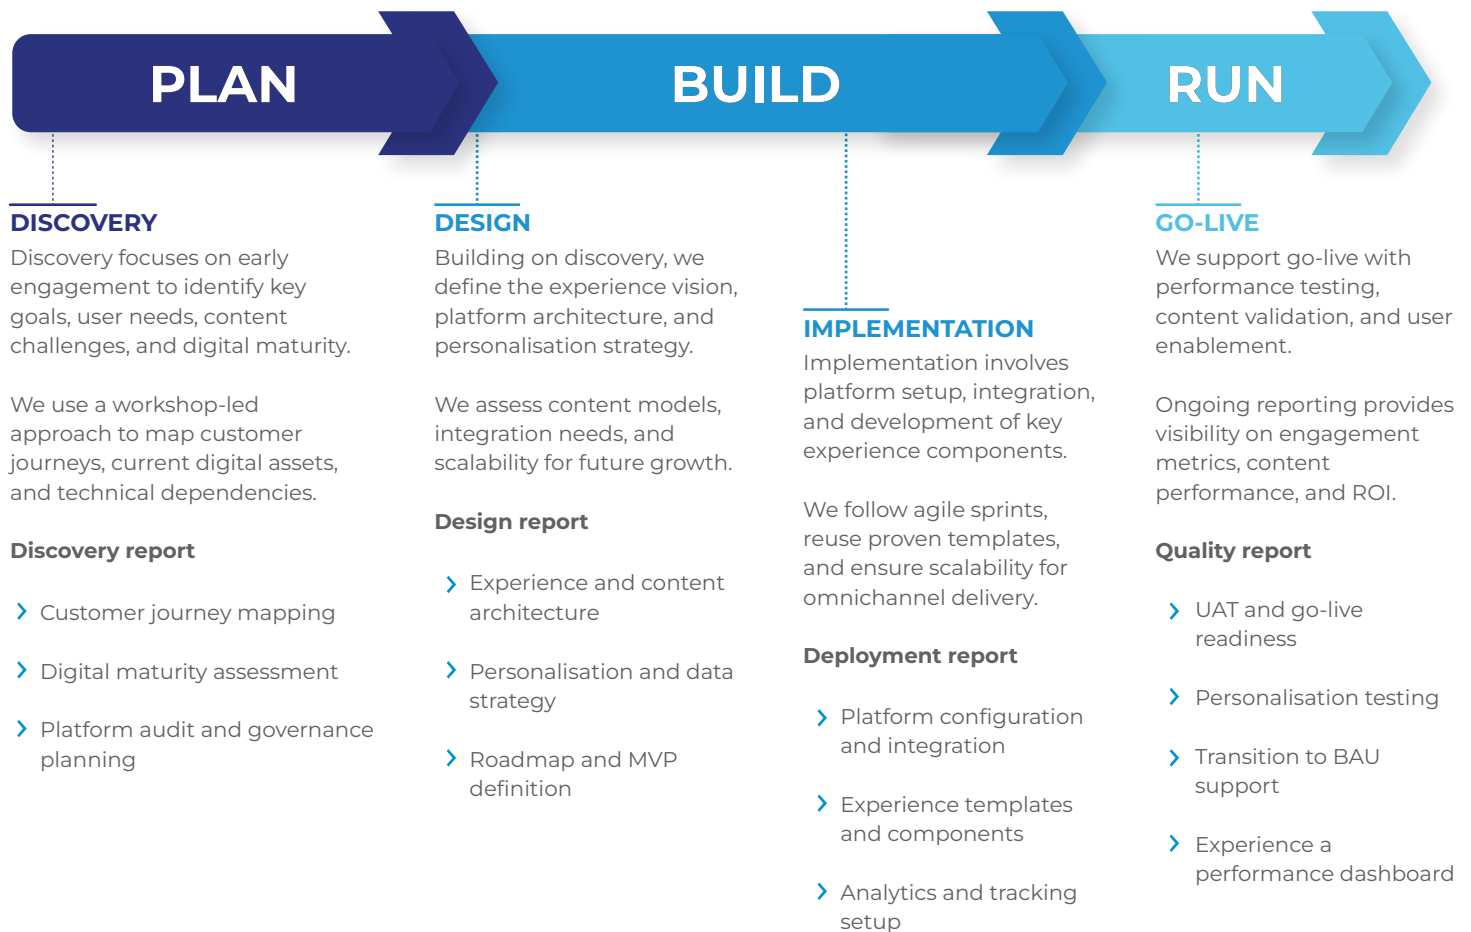 PLAN
BUILD
RUN
DISCOVERY
Discovery focuses on early
engagement to identify key
goals, user needs, content
challenges, and digital maturity.
We use a workshop-led
approach to map customer
journeys, current digital assets,
and technical dependencies.
Discovery report
Customer journey mapping
Digital maturity assessment
Platform audit and governance
planning
DESIGN
Building on discovery, we
define the experience vision,
platform architecture, and
personalisation strategy.
We assess content models,
integration needs, and
scalability for future growth.
Design report
Experience and content
architecture
Personalisation and data
strategy
Roadmap and MVP
definition
IMPLEMENTATION
Implementation involves
platform setup, integration,
and development of key
experience components.
We follow agile sprints,
reuse proven templates,
and ensure scalability for
omnichannel delivery.
Deployment report
Platform configuration
and integration
Experience templates
and components
Analytics and tracking
setup
GO-LIVE
We support go-live with
performance testing,
content validation, and user
enablement.
Ongoing reporting provides
visibility on engagement
metrics, content
performance, and ROI.
Quality report
UAT and go-live
readiness
Personalisation testing
Transition to BAU
support
Experience a
performance dashboard